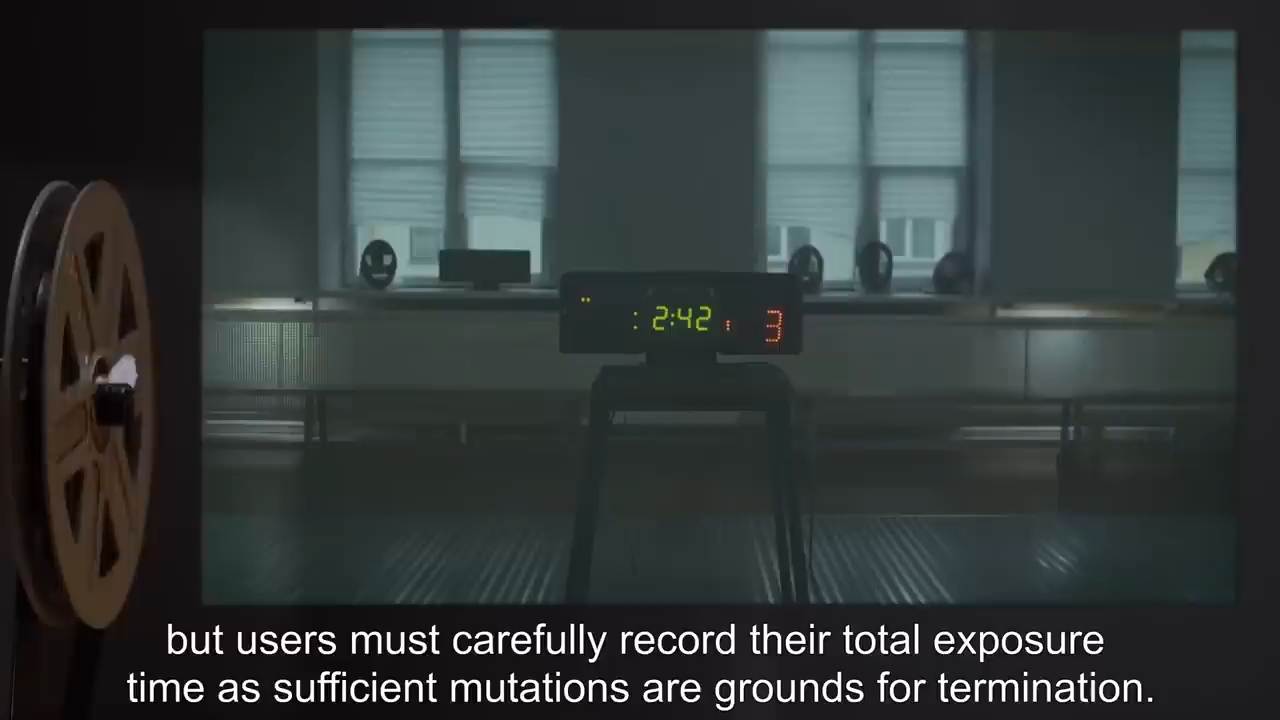 : 2:42 : 3
but users must carefully record their total exposure
time as sufficient mutations are grounds for termination.